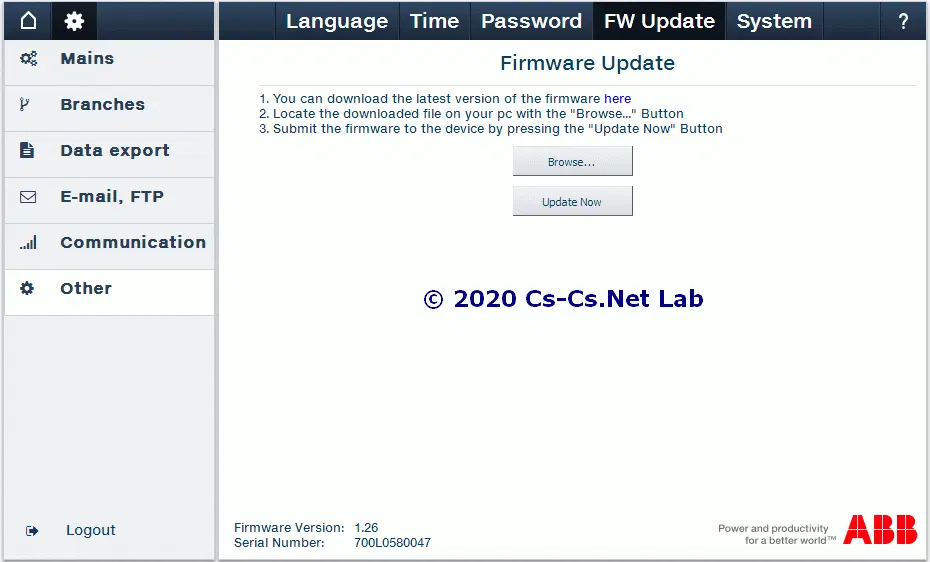 Language Time Password FW Update System ?
Mains
Branches
Data export
E-mail, FTP
Communication
Other
Logout
Firmware Update
1. You can download the latest version of the firmware here
2. Locate the downloaded file on your pc with the "Browse..." Button
3. Submit the firmware to the device by pressing the "Update Now" Button
Browse...
Update Now
© 2020 Cs-Cs.Net Lab
Firmware Version: 1.26
Serial Number: 700L0580047
Power and productivity
for a better world™
ABB